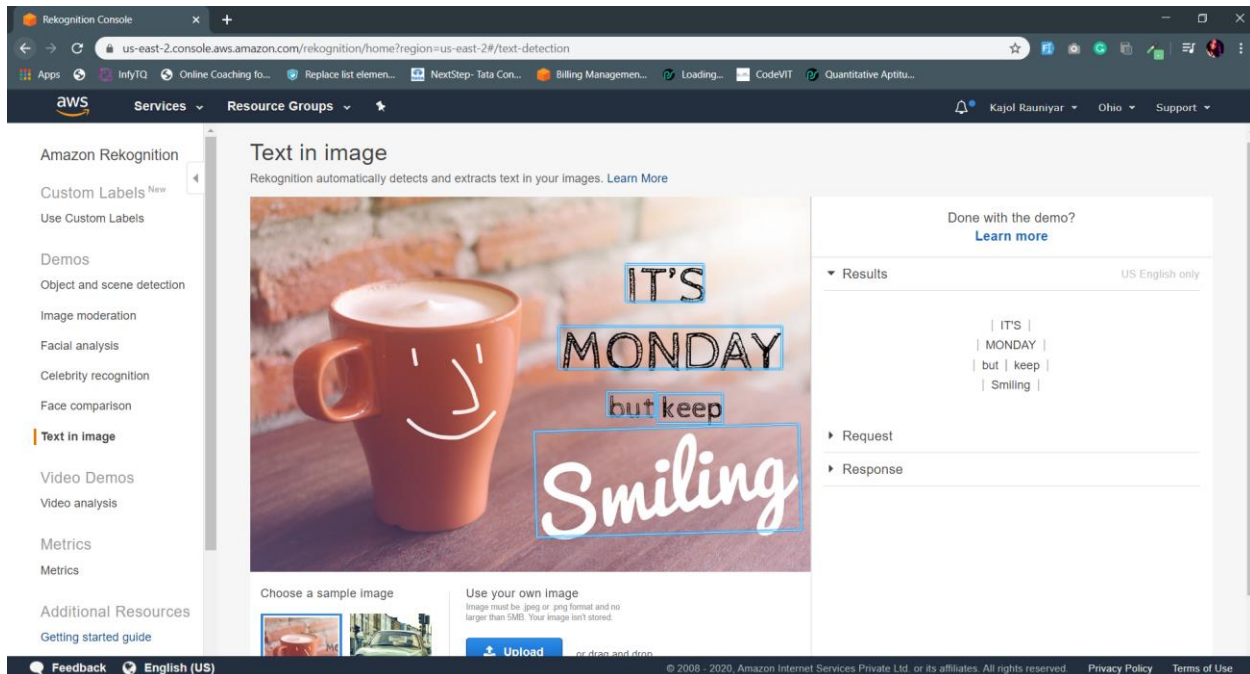 Rekognition Console
us-east-2.console.aws.amazon.com/rekognition/home?region=us-east-2#/text-detection
Apps InfyTQ Online Coaching fo... Replace list elemen... NextStep- Tata Con... Billing Managemen... Loading... CodeVIT Quantitative Aptitu...
aws Services Resource Groups Kajol Rauniyar Ohio Support
Amazon Rekognition
Custom Labels New
Use Custom Labels
Demos
Object and scene detection
Image moderation
Facial analysis
Celebrity recognition
Face comparison
Text in image
Video Demos
Video analysis
Metrics
Metrics
Additional Resources
Getting started guide
Text in image
Rekognition automatically detects and extracts text in your images. Learn More
IT'S
MONDAY
but keep
Smiling
Choose a sample image
Use your own image
Image must be .jpeg or .png format and no
larger than 5MB. Your image isn't stored.
Upload or drag and drop
Done with the demo?
Learn more
Results US English only
| IT'S |
| MONDAY |
| but | keep |
| Smiling |
Request
Response
Feedback English (US) © 2008 - 2020, Amazon Internet Services Private Ltd. or its affiliates. All rights reserved. Privacy Policy Terms of Use